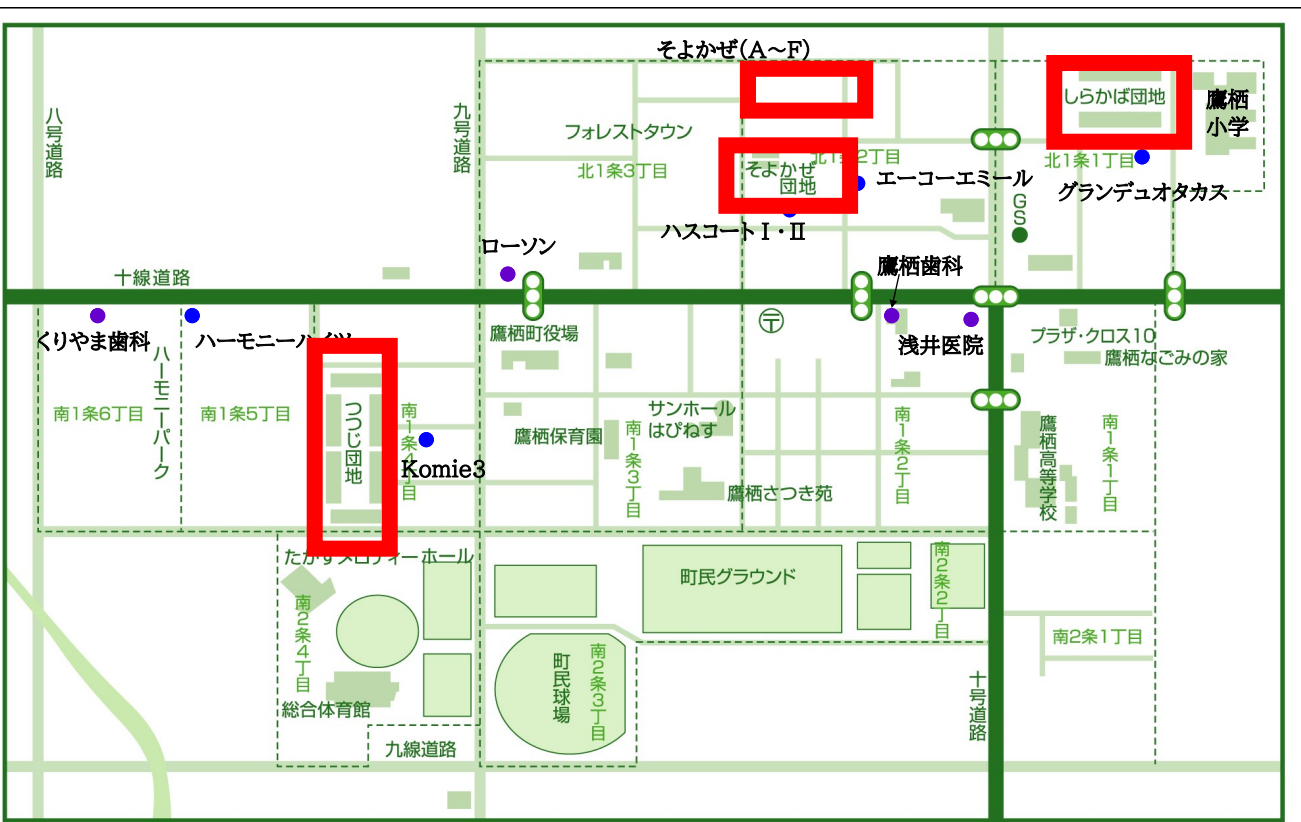 そよかぜ（A～F）
しらかば団地
鷹栖
小学
八号道路
九号道路
フォレストタウン
北1条3丁目
そよかぜ
団地
北1条2丁目
北1条1丁目
エーコーエミール
グランデュオタカス
GS
ハスコートⅠ・Ⅱ
ローソン
鷹栖歯科
十線道路
くりやま歯科
ハーモニーハイツ
鷹栖町役場
〒
浅井医院
プラザ・クロス10
鷹栖なごみの家
ハーモニーパーク
南1条6丁目
南1条5丁目
つつじ団地
南1条4丁目
Komie3
鷹栖保育園
南1条3丁目
サンホール
はぴねす
鷹栖さつき苑
南1条2丁目
鷹栖高等学校
南1条1丁目
たかすメロディーホール
町民グラウンド
南2条2丁目
南2条4丁目
町民球場
南2条3丁目
南2条1丁目
総合体育館
九線道路
十号道路